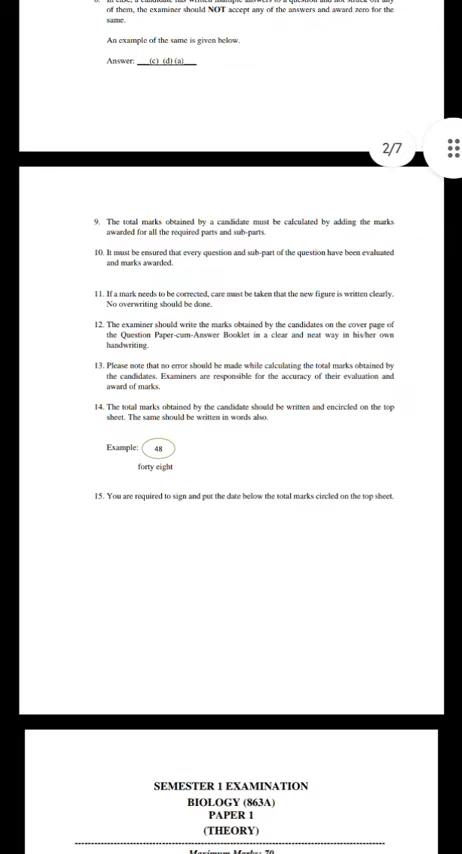 of them, the examiner should NOT accept any of the answers and award zero for the
same.
An example of the same is given below.
Answer: __(c) (d) (a)__
2/7
9. The total marks obtained by a candidate must be calculated by adding the marks
awarded for all the required parts and sub-parts.
10. It must be ensured that every question and sub-part of the question have been evaluated
and marks awarded.
11. If a mark needs to be corrected, care must be taken that the new figure is written clearly.
No overwriting should be done.
12. The examiner should write the marks obtained by the candidates on the cover page of
the Question Paper-cum-Answer Booklet in a clear and neat way in his/her own
handwriting.
13. Please note that no error should be made while calculating the total marks obtained by
the candidates. Examiners are responsible for the accuracy of their evaluation and
award of marks.
14. The total marks obtained by the candidate should be written and encircled on the top
sheet. The same should be written in words also.
Example: 48
forty eight
15. You are required to sign and put the date below the total marks circled on the top sheet.
SEMESTER 1 EXAMINATION
BIOLOGY (863A)
PAPER 1
(THEORY)
Maximum Marks: 70